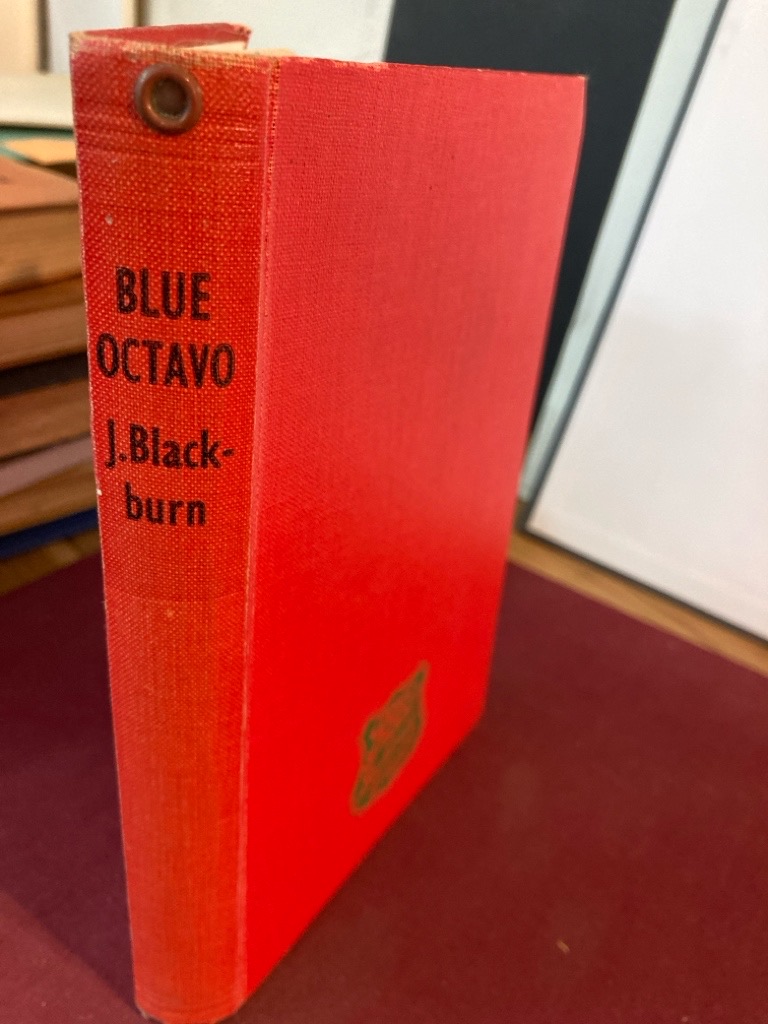 BLUE
OCTAVO
J.Black-
burn